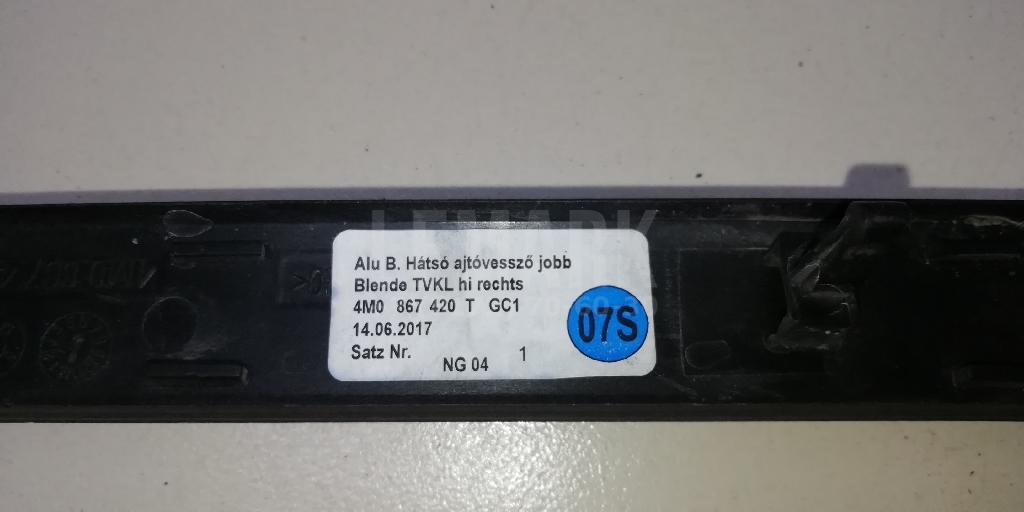 LEMARK
Alu B. Hátsó ajtóvessző jobb
Blende TVKL hi rechts
4M0 867 420 T GC1
14.06.2017
Satz Nr.
NG 04 1
07S